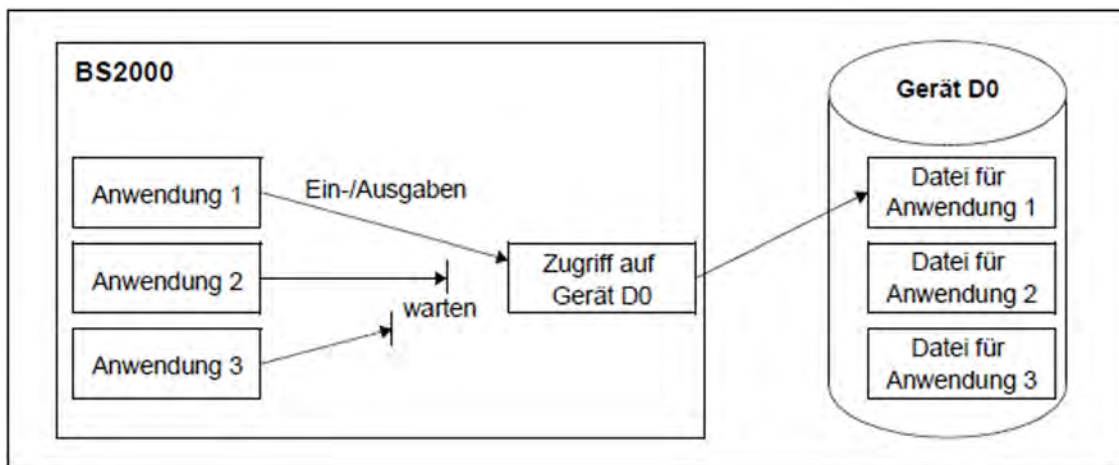 BS2000
Gerät D0
Anwendung 1
Ein-/Ausgaben
Datei für
Anwendung 1
Anwendung 2
warten
Zugriff auf
Gerät D0
Datei für
Anwendung 2
Anwendung 3
Datei für
Anwendung 3